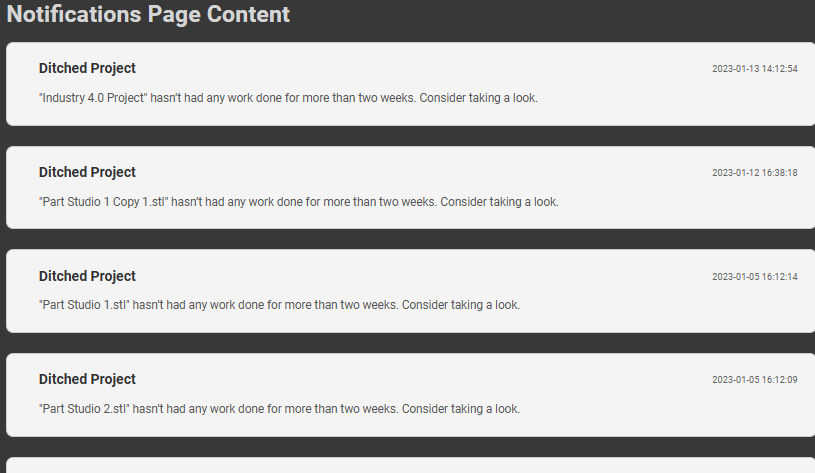 Notifications Page Content
Ditched Project
2023-01-13 14:12:54
"Industry 4.0 Project" hasn't had any work done for more than two weeks. Consider taking a look.
Ditched Project
2023-01-12 16:38:18
"Part Studio 1 Copy 1.stl" hasn't had any work done for more than two weeks. Consider taking a look.
Ditched Project
2023-01-05 16:12:14
"Part Studio 1.stl" hasn't had any work done for more than two weeks. Consider taking a look.
Ditched Project
2023-01-05 16:12:09
"Part Studio 2.stl" hasn't had any work done for more than two weeks. Consider taking a look.